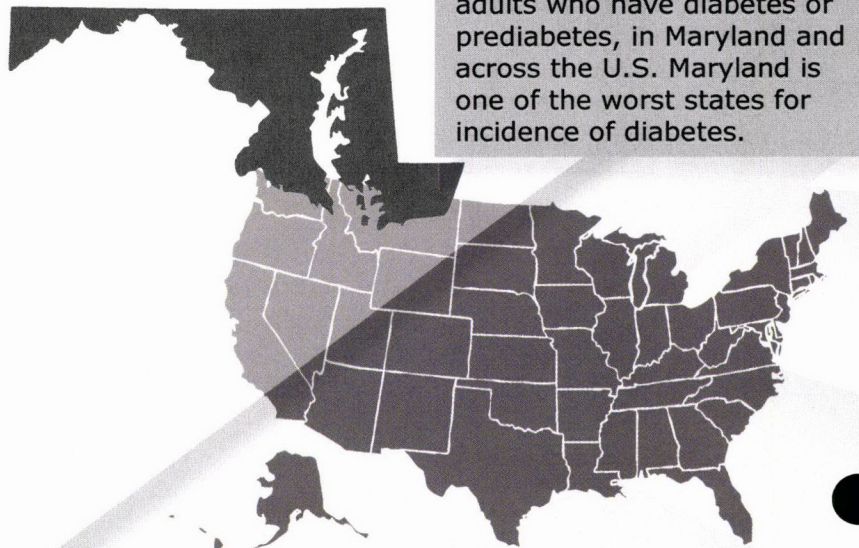 adults who have diabetes or
prediabetes, in Maryland and
across the U.S. Maryland is
one of the worst states for
incidence of diabetes.